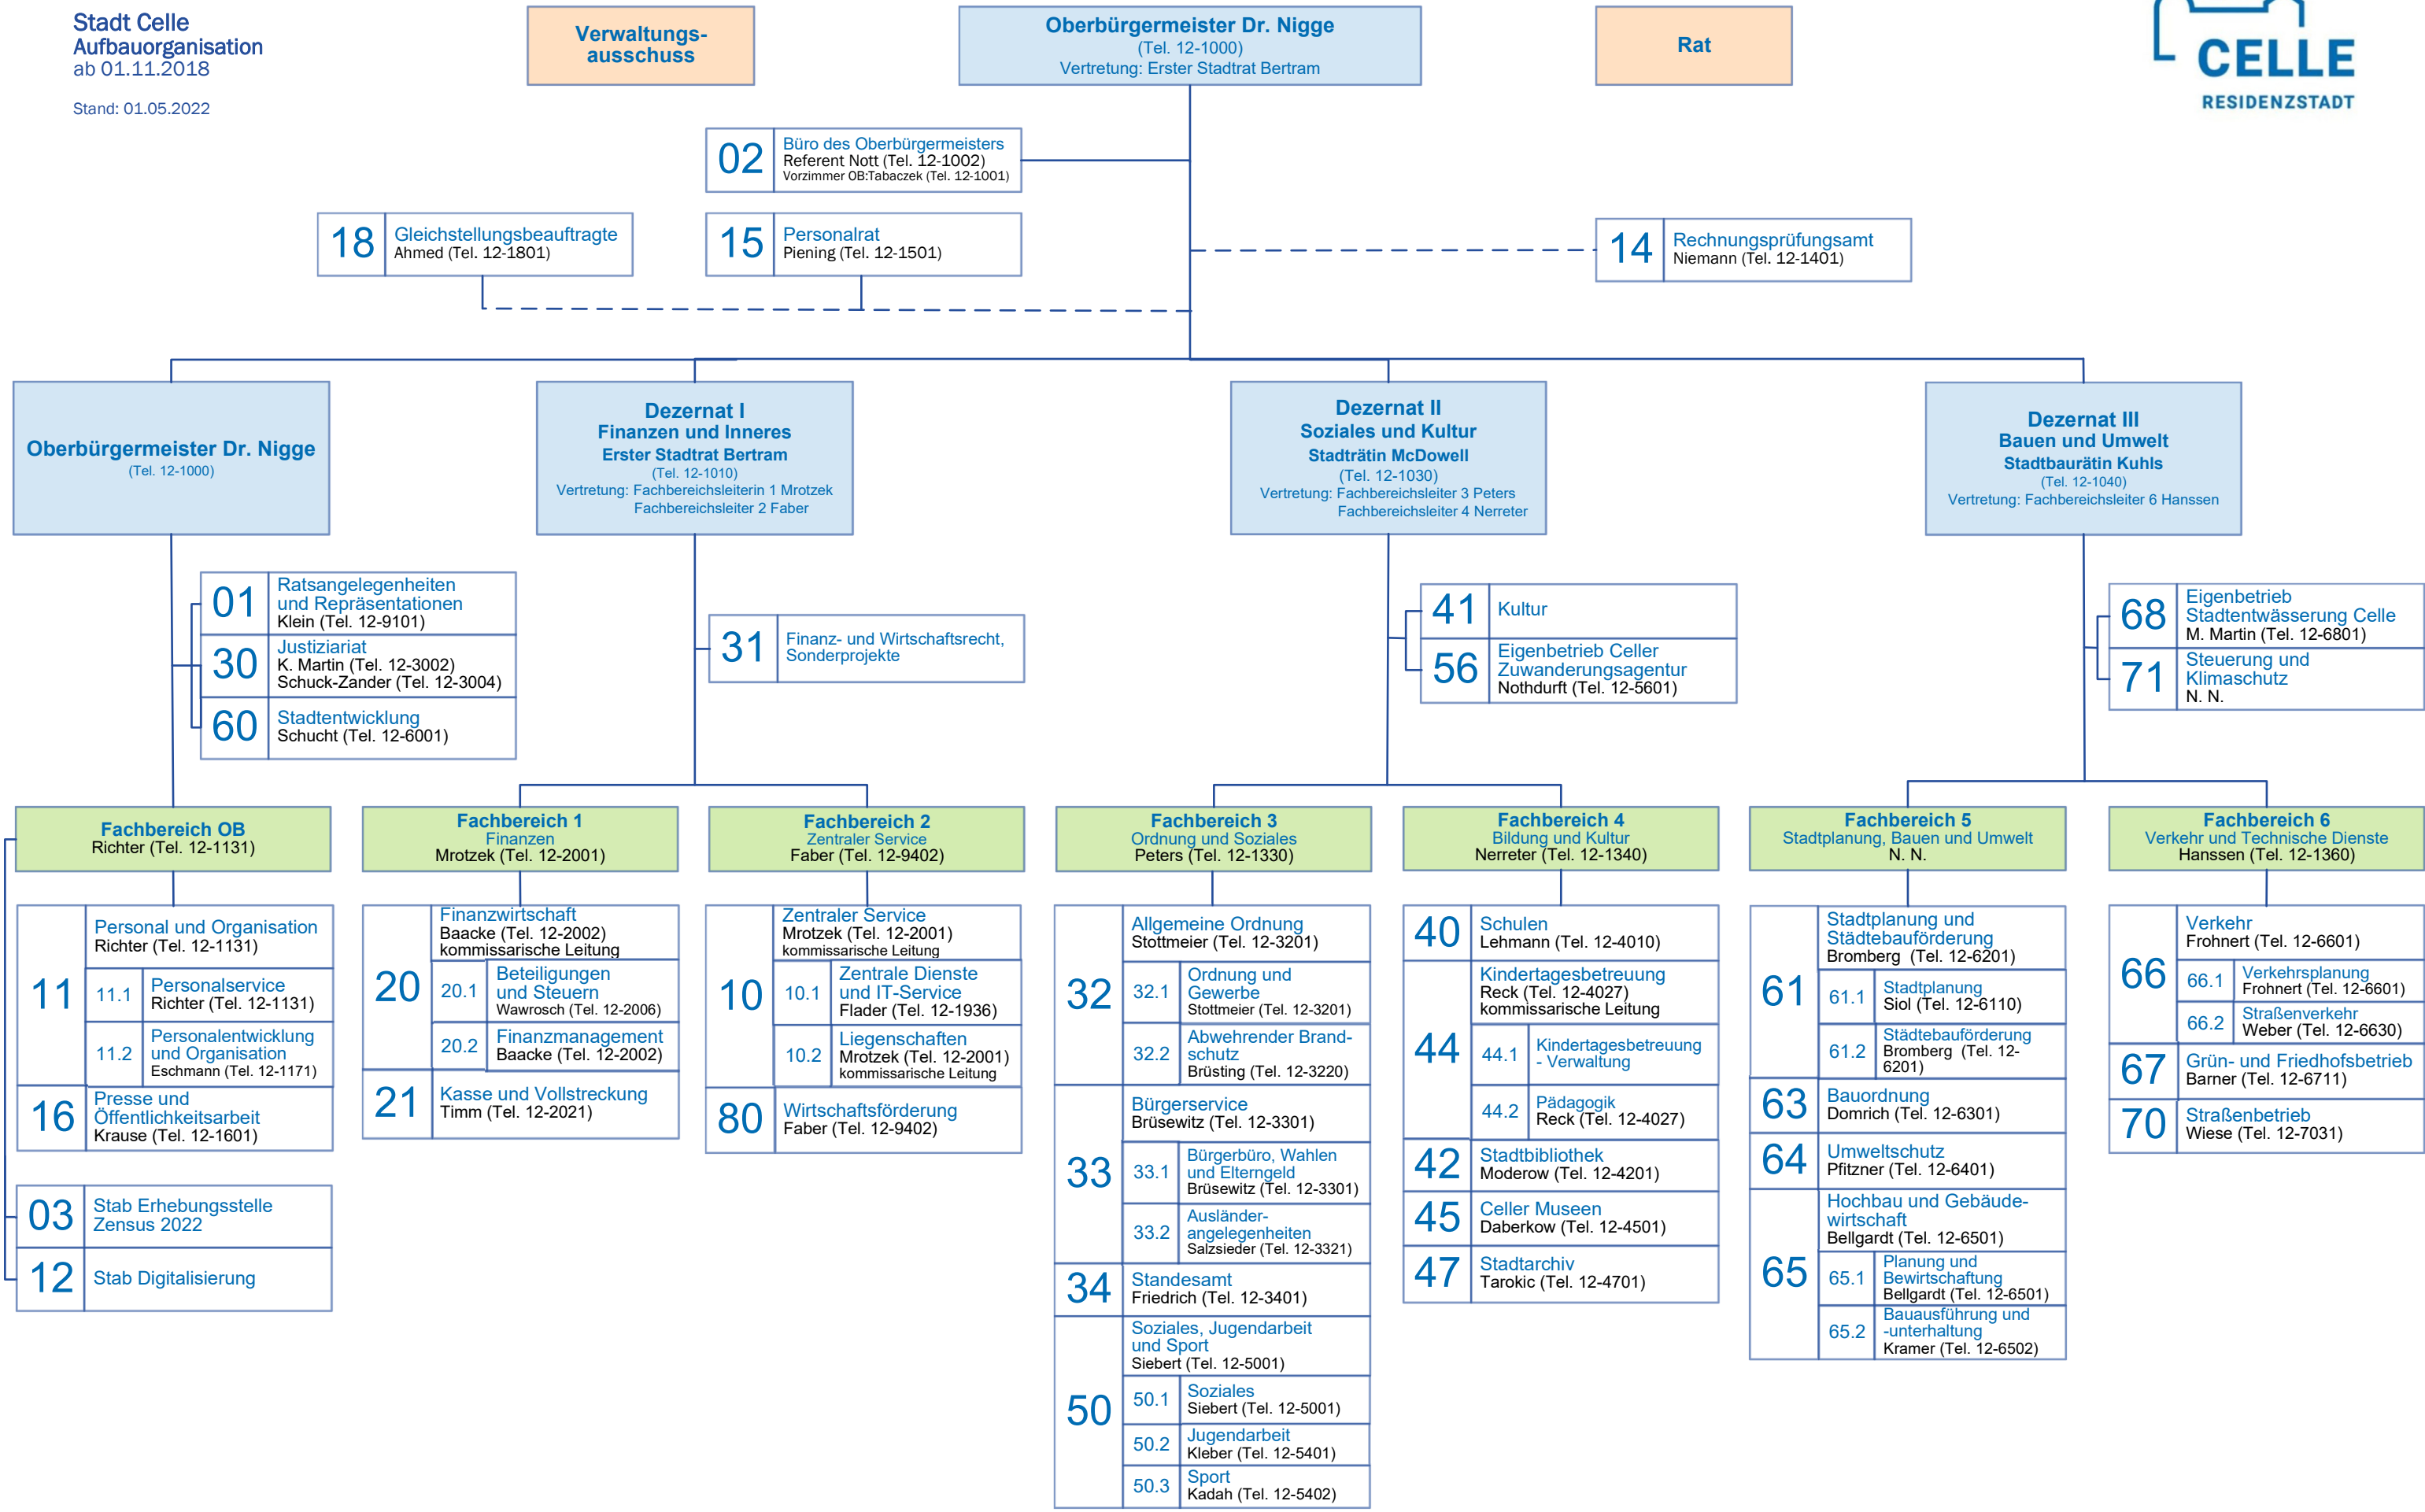 Stadt Celle
Aufbauorganisation
ab 01.11.2018
Stand: 01.05.2022
Verwaltungs-
ausschuss
Oberbürgermeister Dr. Nigge
(Tel. 12-1000)
Vertretung: Erster Stadtrat Bertram
Rat
CELLE
RESIDENZSTADT
02
Büro des Oberbürgermeisters
Referent Nott (Tel. 12-1002)
Vorzimmer OB:Tabaczek (Tel. 12-1001)
18
Gleichstellungsbeauftragte
Ahmed (Tel. 12-1801)
15
Personalrat
Piening (Tel. 12-1501)
14
Rechnungsprüfungsamt
Niemann (Tel. 12-1401)
Oberbürgermeister Dr. Nigge
(Tel. 12-1000)
Dezernat I
Finanzen und Inneres
Erster Stadtrat Bertram
(Tel. 12-1010)
Vertretung: Fachbereichsleiterin 1 Mrotzek
Fachbereichsleiter 2 Faber
Dezernat II
Soziales und Kultur
Stadträtin McDowell
(Tel. 12-1030)
Vertretung: Fachbereichsleiter 3 Peters
Fachbereichsleiter 4 Nerreter
Dezernat III
Bauen und Umwelt
Stadtbaurätin Kuhls
(Tel. 12-1040)
Vertretung: Fachbereichsleiter 6 Hanssen
01
Ratsangelegenheiten
und Repräsentationen
Klein (Tel. 12-9101)
30
Justiziariat
K. Martin (Tel. 12-3002)
Schuck-Zander (Tel. 12-3004)
60
Stadtentwicklung
Schucht (Tel. 12-6001)
31
Finanz- und Wirtschaftsrecht,
Sonderprojekte
41
Kultur
56
Eigenbetrieb Celler
Zuwanderungsagentur
Nothdurft (Tel. 12-5601)
68
Eigenbetrieb
Stadtentwässerung Celle
M. Martin (Tel. 12-6801)
71
Steuerung und
Klimaschutz
N. N.
Fachbereich OB
Richter (Tel. 12-1131)
11
Personal und Organisation
Richter (Tel. 12-1131)
11.1
Personalservice
Richter (Tel. 12-1131)
11.2
Personalentwicklung
und Organisation
Eschmann (Tel. 12-1171)
16
Presse und
Öffentlichkeitsarbeit
Krause (Tel. 12-1601)
03
Stab Erhebungsstelle
Zensus 2022
12
Stab Digitalisierung
Fachbereich 1
Finanzen
Mrotzek (Tel. 12-2001)
20
Finanzwirtschaft
Baacke (Tel. 12-2002)
kommissarische Leitung
20.1
Beteiligungen
und Steuern
Wawrosch (Tel. 12-2006)
20.2
Finanzmanagement
Baacke (Tel. 12-2002)
21
Kasse und Vollstreckung
Timm (Tel. 12-2021)
Fachbereich 2
Zentraler Service
Faber (Tel. 12-9402)
10
Zentraler Service
Mrotzek (Tel. 12-2001)
kommissarische Leitung
10.1
Zentrale Dienste
und IT-Service
Flader (Tel. 12-1936)
10.2
Liegenschaften
Mrotzek (Tel. 12-2001)
kommissarische Leitung
80
Wirtschaftsförderung
Faber (Tel. 12-9402)
Fachbereich 3
Ordnung und Soziales
Peters (Tel. 12-1330)
32
Allgemeine Ordnung
Stottmeier (Tel. 12-3201)
32.1
Ordnung und
Gewerbe
Stottmeier (Tel. 12-3201)
32.2
Abwehrender Brand-
schutz
Brüsting (Tel. 12-3220)
33
Bürgerservice
Brüsewitz (Tel. 12-3301)
33.1
Bürgerbüro, Wahlen
und Elterngeld
Brüsewitz (Tel. 12-3301)
33.2
Ausländer-
angelegenheiten
Salzsieder (Tel. 12-3321)
34
Standesamt
Friedrich (Tel. 12-3401)
50
Soziales, Jugendarbeit
und Sport
Siebert (Tel. 12-5001)
50.1
Soziales
Siebert (Tel. 12-5001)
50.2
Jugendarbeit
Kleber (Tel. 12-5401)
50.3
Sport
Kadah (Tel. 12-5402)
Fachbereich 4
Bildung und Kultur
Nerreter (Tel. 12-1340)
40
Schulen
Lehmann (Tel. 12-4010)
44
Kindertagesbetreuung
Reck (Tel. 12-4027)
kommissarische Leitung
44.1
Kindertagesbetreuung
- Verwaltung
44.2
Pädagogik
Reck (Tel. 12-4027)
42
Stadtbibliothek
Moderow (Tel. 12-4201)
45
Celler Museen
Daberkow (Tel. 12-4501)
47
Stadtarchiv
Tarokic (Tel. 12-4701)
Fachbereich 5
Stadtplanung, Bauen und Umwelt
N. N.
61
Stadtplanung und
Städtebauförderung
Bromberg (Tel. 12-6201)
61.1
Stadtplanung
Siol (Tel. 12-6110)
61.2
Städtebauförderung
Bromberg (Tel. 12-
6201)
63
Bauordnung
Domrich (Tel. 12-6301)
64
Umweltschutz
Pfitzner (Tel. 12-6401)
65
Hochbau und Gebäude-
wirtschaft
Bellgardt (Tel. 12-6501)
65.1
Planung und
Bewirtschaftung
Bellgardt (Tel. 12-6501)
65.2
Bauausführung und
-unterhaltung
Kramer (Tel. 12-6502)
Fachbereich 6
Verkehr und Technische Dienste
Hanssen (Tel. 12-1360)
66
Verkehr
Frohnert (Tel. 12-6601)
66.1
Verkehrsplanung
Frohnert (Tel. 12-6601)
66.2
Straßenverkehr
Weber (Tel. 12-6630)
67
Grün- und Friedhofsbetrieb
Barner (Tel. 12-6711)
70
Straßenbetrieb
Wiese (Tel. 12-7031)